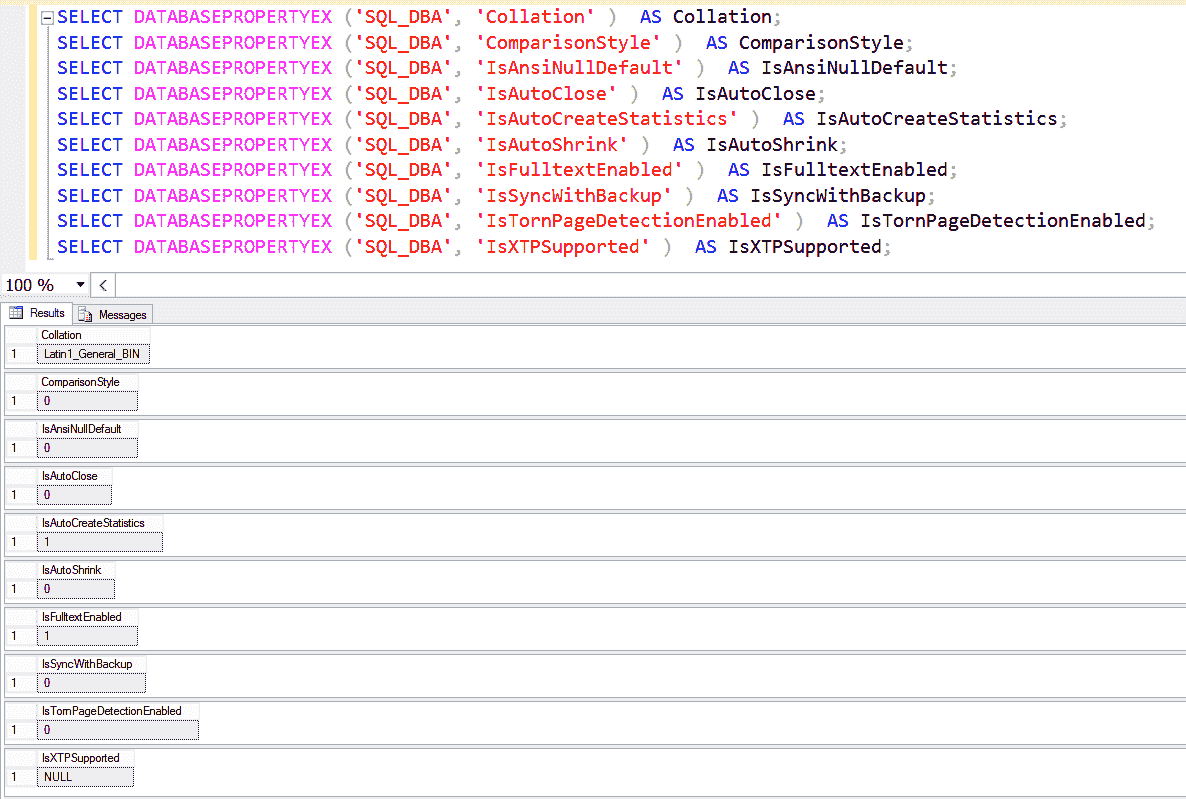 SELECT DATABASEPROPERTYEX ('SQL_DBA', 'Collation' )  AS Collation;
SELECT DATABASEPROPERTYEX ('SQL_DBA', 'ComparisonStyle' )  AS ComparisonStyle;
SELECT DATABASEPROPERTYEX ('SQL_DBA', 'IsAnsiNullDefault' )  AS IsAnsiNullDefault;
SELECT DATABASEPROPERTYEX ('SQL_DBA', 'IsAutoClose' )  AS IsAutoClose;
SELECT DATABASEPROPERTYEX ('SQL_DBA', 'IsAutoCreateStatistics' )  AS IsAutoCreateStatistics;
SELECT DATABASEPROPERTYEX ('SQL_DBA', 'IsAutoShrink' )  AS IsAutoShrink;
SELECT DATABASEPROPERTYEX ('SQL_DBA', 'IsFulltextEnabled' )  AS IsFulltextEnabled;
SELECT DATABASEPROPERTYEX ('SQL_DBA', 'IsSyncWithBackup' )  AS IsSyncWithBackup;
SELECT DATABASEPROPERTYEX ('SQL_DBA', 'IsTornPageDetectionEnabled' )  AS IsTornPageDetectionEnabled;
SELECT DATABASEPROPERTYEX ('SQL_DBA', 'IsXTPSupported' )  AS IsXTPSupported;
100 %
Results Messages
Collation
1 Latin1_General_BIN
ComparisonStyle
1 0
IsAnsiNullDefault
1 0
IsAutoClose
1 0
IsAutoCreateStatistics
1 1
IsAutoShrink
1 0
IsFulltextEnabled
1 1
IsSyncWithBackup
1 0
IsTornPageDetectionEnabled
1 0
IsXTPSupported
1 NULL